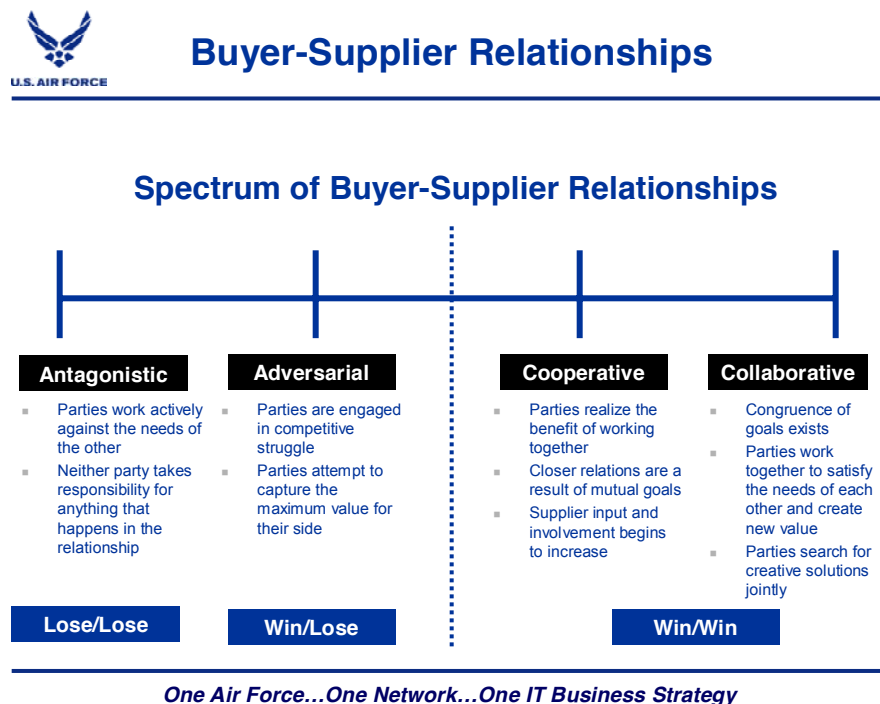 U.S. AIR FORCE
Buyer-Supplier Relationships
Spectrum of Buyer-Supplier Relationships
Antagonistic
Parties work actively
against the needs of
the other
Neither party takes
responsibility for
anything that
happens in the
relationship
Lose/Lose
Adversarial
Parties are engaged
in competitive
struggle
Parties attempt to
capture the
maximum value for
their side
Win/Lose
Cooperative
Parties realize the
benefit of working
together
Closer relations are a
result of mutual goals
Supplier input and
involvement begins
to increase
Collaborative
Congruence of
goals exists
Parties work
together to satisfy
the needs of each
other and create
new value
Parties search for
creative solutions
jointly
Win/Win
One Air Force…One Network…One IT Business Strategy